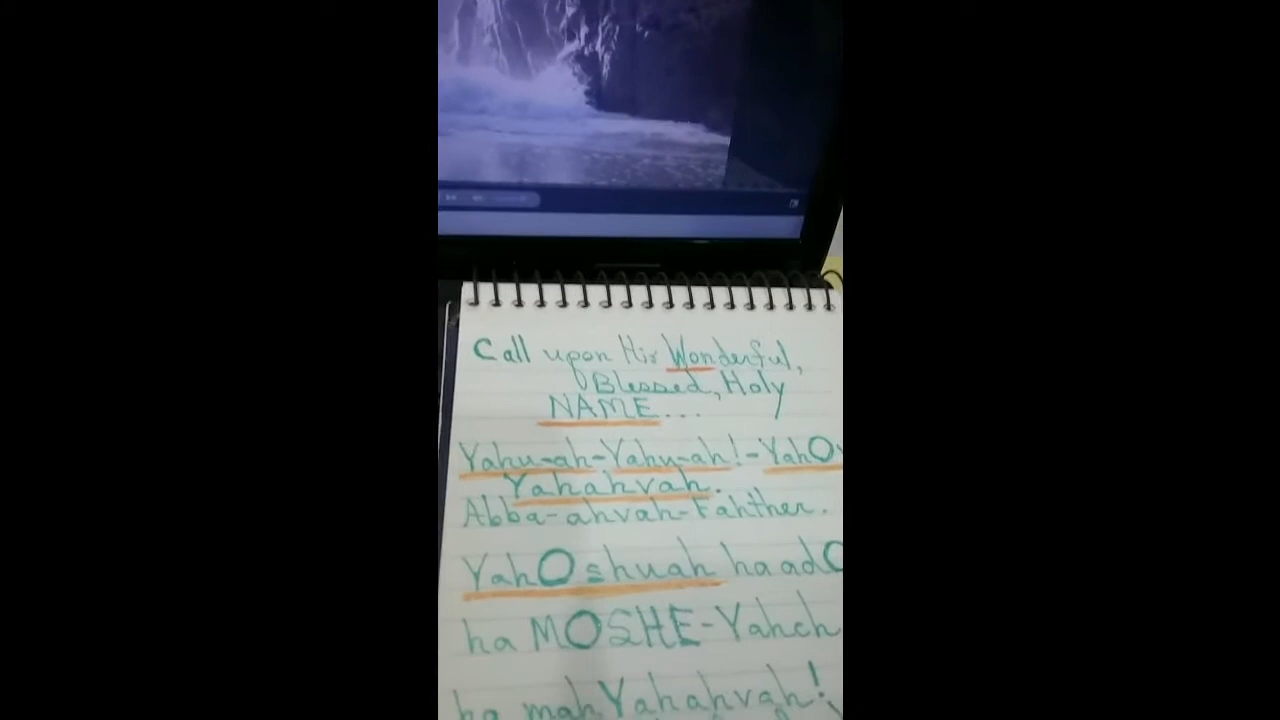 Call upon His Wonderful,
Blessed, Holy
NAME...
Yahu-ah-Yahu-ah!-YahO
Yahahvah.
Abba-ahvah-Fahther.
YahOshuah haad
ha MOSHE-Yahch
ha mah Yahahvah!